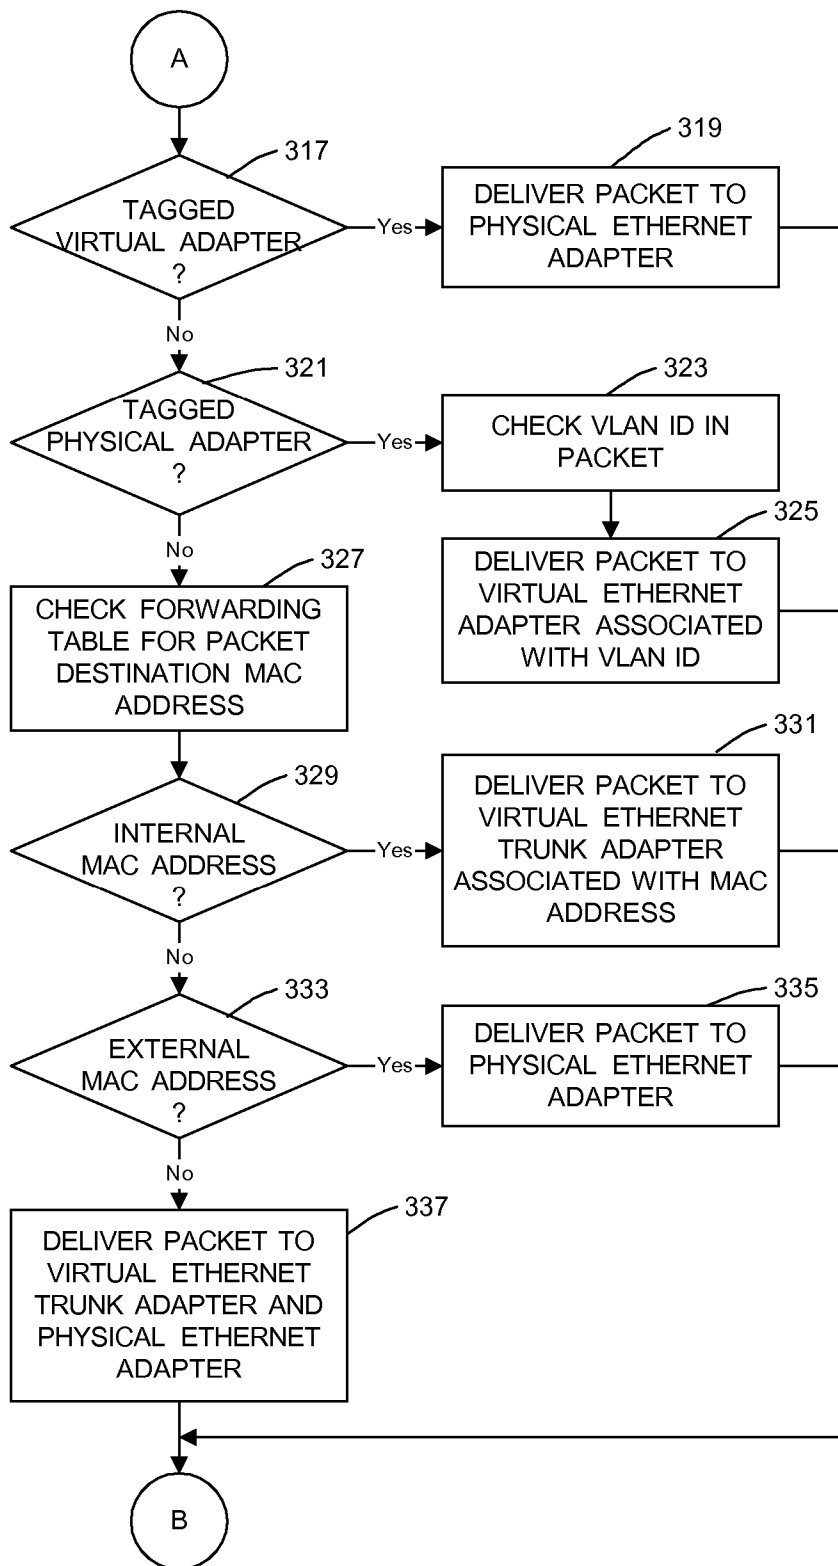 A
317
TAGGED
VIRTUAL ADAPTER
?
Yes
319
DELIVER PACKET TO
PHYSICAL ETHERNET
ADAPTER
No
321
TAGGED
PHYSICAL ADAPTER
?
Yes
323
CHECK VLAN ID IN
PACKET
325
DELIVER PACKET TO
VIRTUAL ETHERNET
ADAPTER ASSOCIATED
WITH VLAN ID
No
327
CHECK FORWARDING
TABLE FOR PACKET
DESTINATION MAC
ADDRESS
329
INTERNAL
MAC ADDRESS
?
Yes
331
DELIVER PACKET TO
VIRTUAL ETHERNET
TRUNK ADAPTER
ASSOCIATED WITH MAC
ADDRESS
No
333
EXTERNAL
MAC ADDRESS
?
Yes
335
DELIVER PACKET TO
PHYSICAL ETHERNET
ADAPTER
No
337
DELIVER PACKET TO
VIRTUAL ETHERNET
TRUNK ADAPTER AND
PHYSICAL ETHERNET
ADAPTER
B